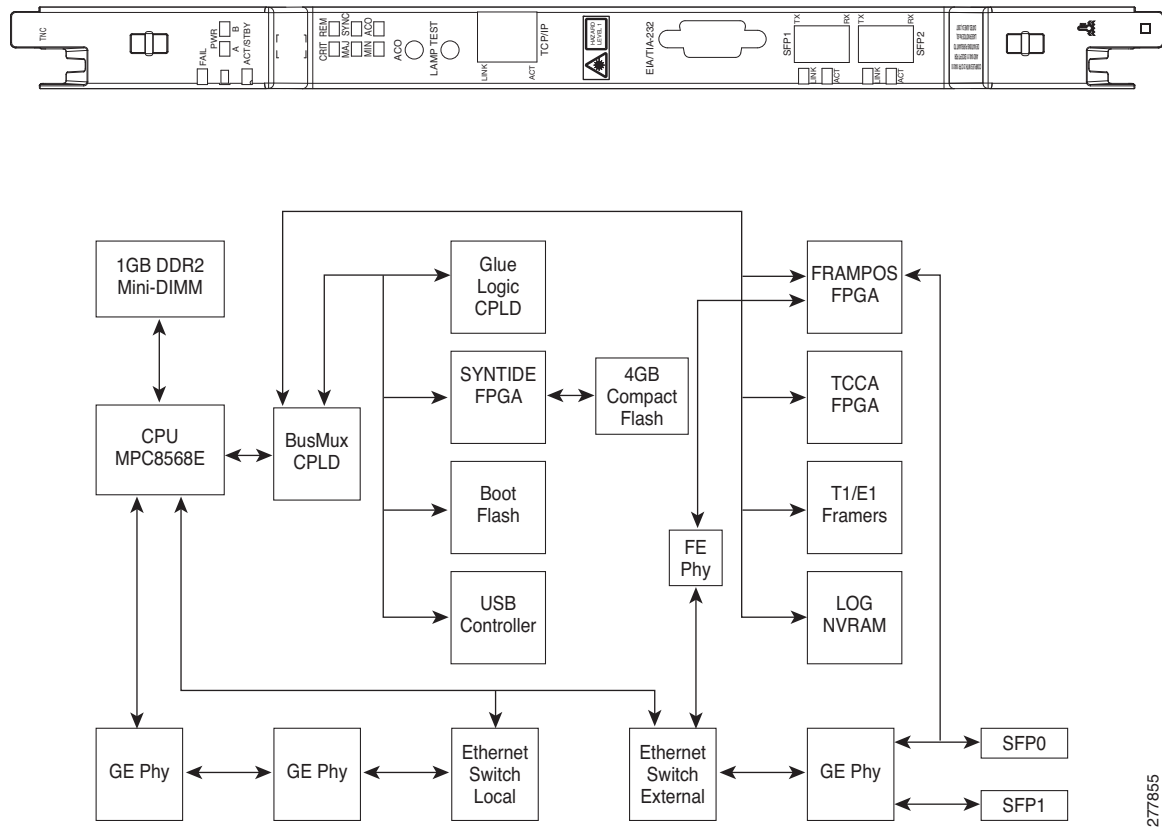 TNC
FAIL
PWR
A
B
ACT/STBY
CRIT
REM
MAJ
SYNC
MIN
ACO
ACO
LAMP TEST
LINK
ACT
TCP/IP
HAZARD
LEVEL 1
EIA/TIA-232
SFP1
TX
RX
LINK
ACT
SFP2
TX
RX
LINK
ACT
1GB DDR2
Mini-DIMM
Glue
Logic
CPLD
FRAMPOS
FPGA
SYNTIDE
FPGA
4GB
Compact
Flash
TCCA
FPGA
CPU
MPC8568E
BusMux
CPLD
Boot
Flash
T1/E1
Framers
FE
Phy
USB
Controller
LOG
NVRAM
GE Phy
GE Phy
Ethernet
Switch
Local
Ethernet
Switch
External
GE Phy
SFP0
SFP1
277855